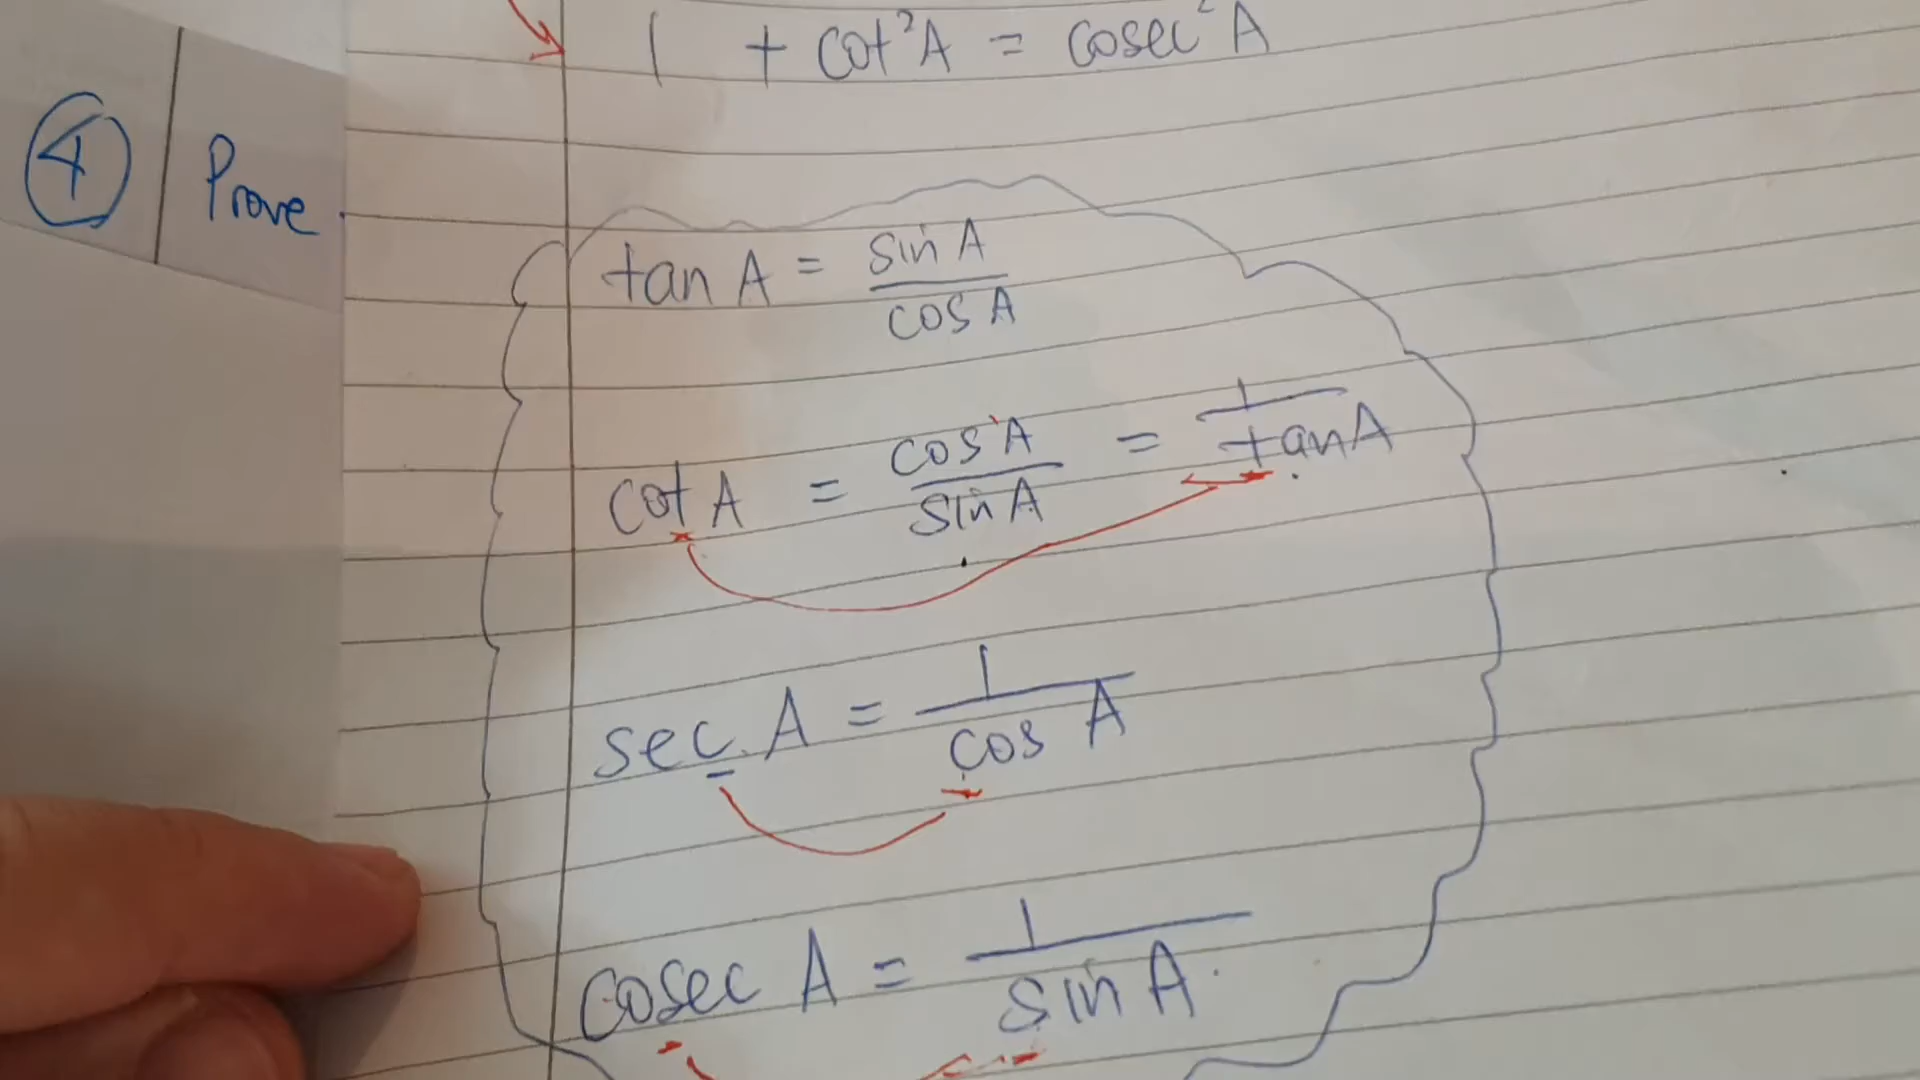 1 + cot²A = cosec²A
④ Prove
tan A = sin A / cos A
cot A = cos A / sin A = 1 / tan A
sec A = 1 / cos A
cosec A = 1 / sin A